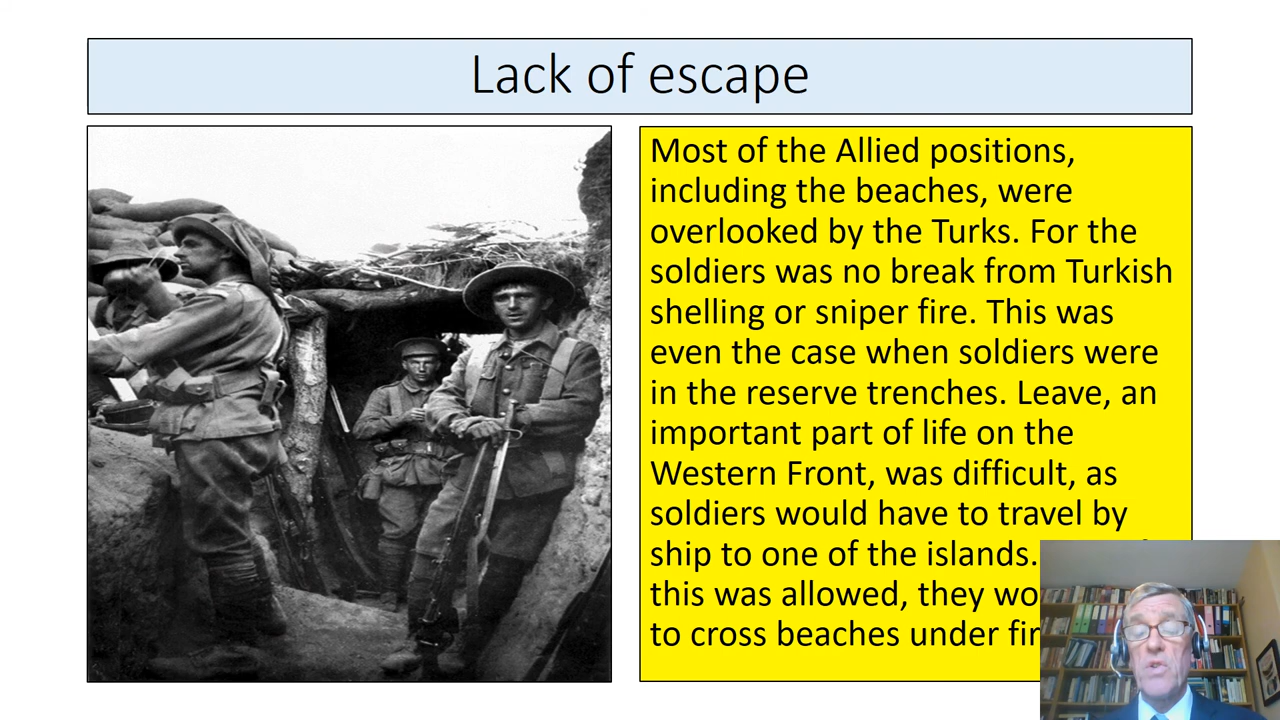 Lack of escape
Most of the Allied positions,
including the beaches, were
overlooked by the Turks. For the
soldiers was no break from Turkish
shelling or sniper fire. This was
even the case when soldiers were
in the reserve trenches. Leave, an
important part of life on the
Western Front, was difficult, as
soldiers would have to travel by
ship to one of the islands.
this was allowed, they
to cross beaches under